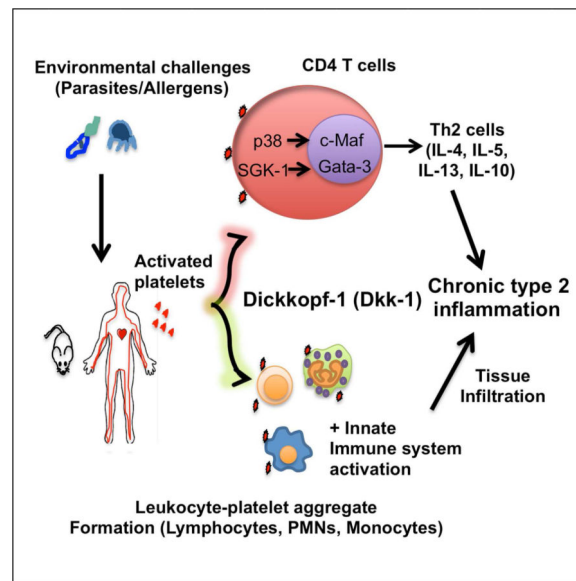 Environmental challenges
(Parasites/Allergens)
CD4 T cells
p38
c-Maf
SGK-1
Gata-3
Th2 cells
(IL-4, IL-5,
IL-13, IL-10)
Activated
platelets
Dickkopf-1 (Dkk-1)
Chronic type 2
inflammation
Tissue
Infiltration
+ Innate
Immune system
activation
Leukocyte-platelet aggregate
Formation (Lymphocytes, PMNs, Monocytes)